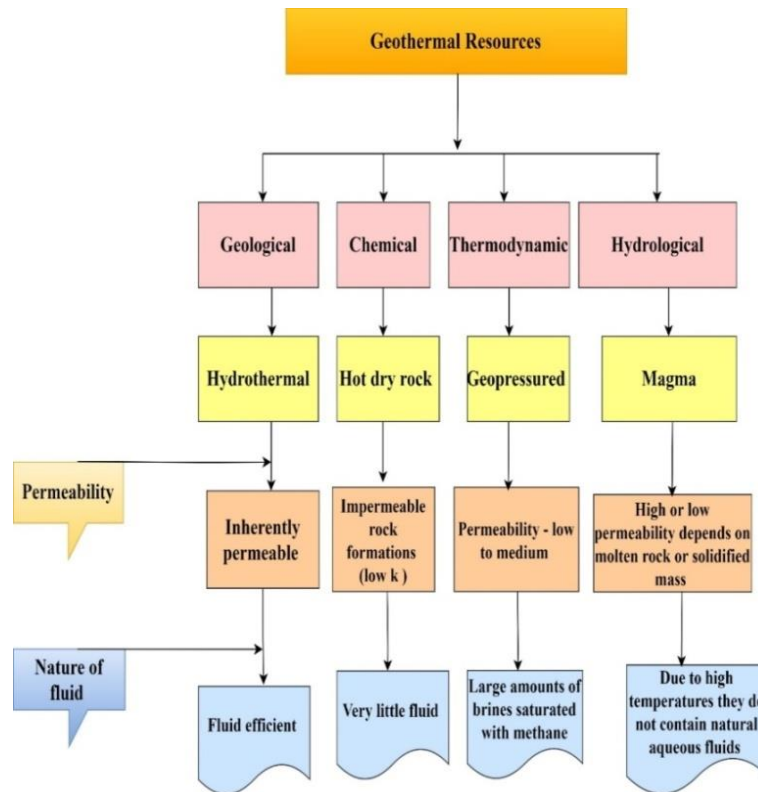 Geothermal Resources
Geological
Chemical
Thermodynamic
Hydrological
Hydrothermal
Hot dry rock
Geopressured
Magma
Permeability
Inherently
permeable
Impermeable
rock
formations
(low k )
Permeability - low
to medium
High or low
permeability depends on
molten rock or solidified
mass
Nature of
fluid
Fluid efficient
Very little fluid
Large amounts of
brines saturated
with methane
Due to high
temperatures they do
not contain natural
aqueous fluids